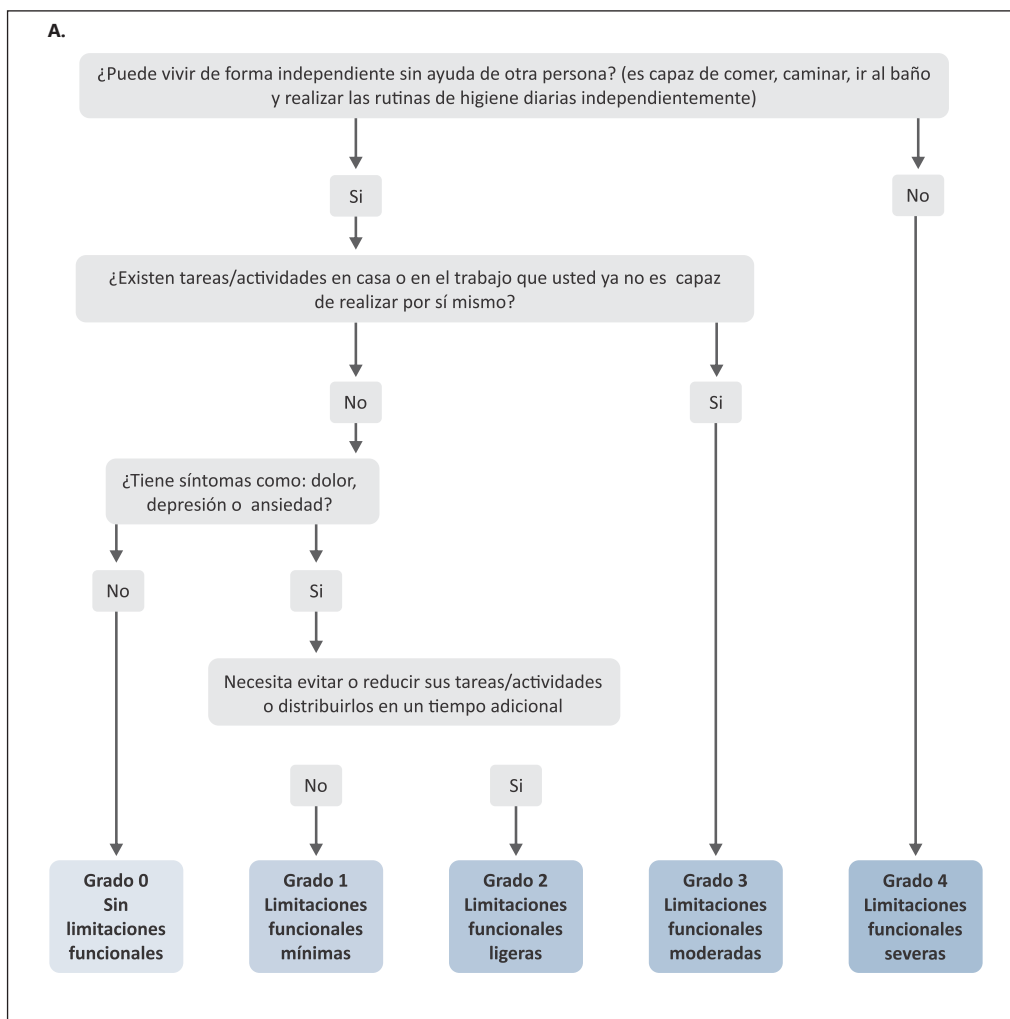 A.
¿Puede vivir de forma independiente sin ayuda de otra persona? (es capaz de comer, caminar, ir al baño
y realizar las rutinas de higiene diarias independientemente)
Si
No
¿Existen tareas/actividades en casa o en el trabajo que usted ya no es capaz
de realizar por sí mismo?
No
Si
¿Tiene síntomas como: dolor,
depresión o ansiedad?
No
Si
Necesita evitar o reducir sus tareas/actividades
o distribuirlos en un tiempo adicional
No
Si
Grado 0
Sin
limitaciones
funcionales
Grado 1
Limitaciones
funcionales
mínimas
Grado 2
Limitaciones
funcionales
ligeras
Grado 3
Limitaciones
funcionales
moderadas
Grado 4
Limitaciones
funcionales
severas